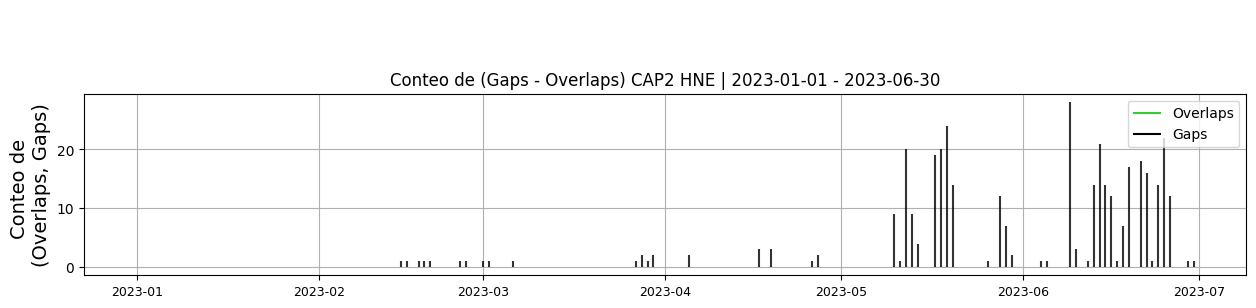 Conteo de (Gaps - Overlaps) CAP2 HNE | 2023-01-01 - 2023-06-30
Conteo de
(Overlaps, Gaps)
20
10
0
Overlaps
Gaps
2023-01
2023-02
2023-03
2023-04
2023-05
2023-06
2023-07